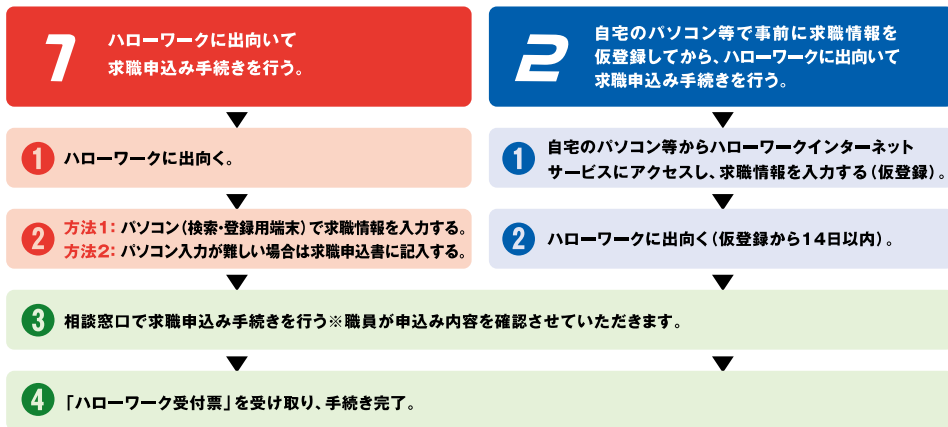 1
ハローワークに出向いて
求職申込み手続きを行う。
2
自宅のパソコン等で事前に求職情報を
仮登録してから、ハローワークに出向いて
求職申込み手続きを行う。
1 ハローワークに出向く。
1 自宅のパソコン等からハローワークインターネット
サービスにアクセスし、求職情報を入力する（仮登録）。
2 方法1：パソコン（検索・登録用端末）で求職情報を入力する。
方法2：パソコン入力が難しい場合は求職申込書に記入する。
2 ハローワークに出向く（仮登録から14日以内）。
3 相談窓口で求職申込み手続きを行う※職員が申込み内容を確認させていただきます。
4 「ハローワーク受付票」を受け取り、手続き完了。